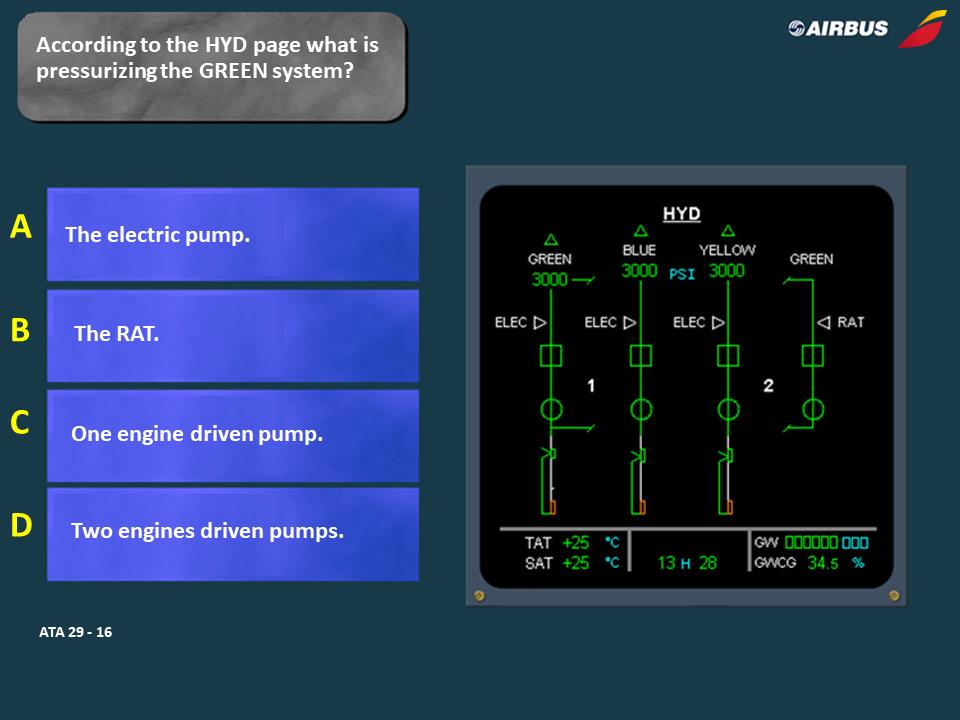 According to the HYD page what is
pressurizing the GREEN system?
AIRBUS
A
The electric pump.
B
The RAT.
C
One engine driven pump.
D
Two engines driven pumps.
ATA 29 - 16
HYD
GREEN BLUE YELLOW GREEN
3000 3000 PSI 3000
ELEC ELEC ELEC RAT
1 2
TAT +25 °C
SAT +25 °C
13 H 28
GW
GWCG 34.5 %